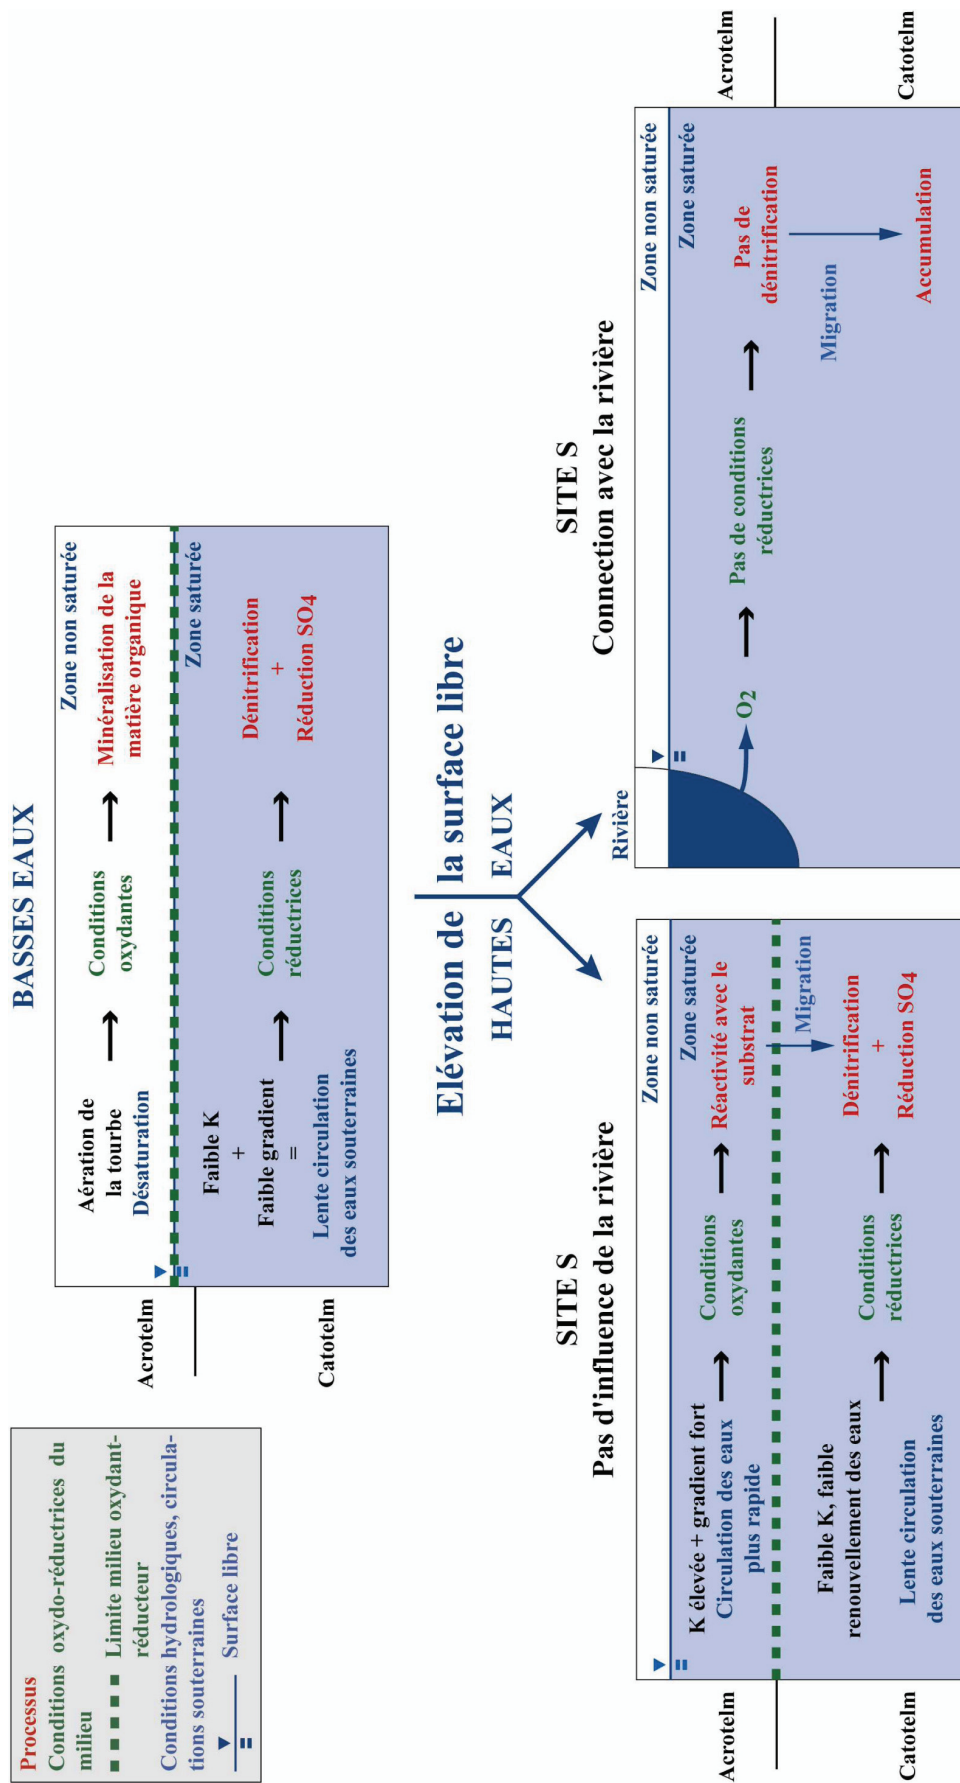 Processus
Conditions oxydo-réductrices du
milieu
Limite milieu oxydant-
réducteur
Conditions hydrologiques, circula-
tions souterraines
Surface libre
BASSES EAUX
Acrotelm
Catotelm
Zone non saturée
Aération de
la tourbe
Désaturation
Conditions
oxydantes
Minéralisation de la
matière organique
Zone saturée
Faible K
+
Faible gradient
=
Lente circulation
des eaux souterraines
Conditions
réductrices
Dénitrification
+
Réduction SO4
Elévation de la surface libre
HAUTES EAUX
SITE S
Pas d'influence de la rivière
Acrotelm
Catotelm
Zone non saturée
Zone saturée
K élevée + gradient fort
Circulation des eaux
plus rapide
Conditions
oxydantes
Réactivité avec le
substrat
Migration
Faible K, faible
renouvellement des eaux
Lente circulation
des eaux souterraines
Conditions
réductrices
Dénitrification
+
Réduction SO4
SITE S
Connection avec la rivière
Rivière
Zone non saturée
Zone saturée
O2
Pas de conditions
réductrices
Pas de
dénitrification
Migration
Accumulation
Acrotelm
Catotelm